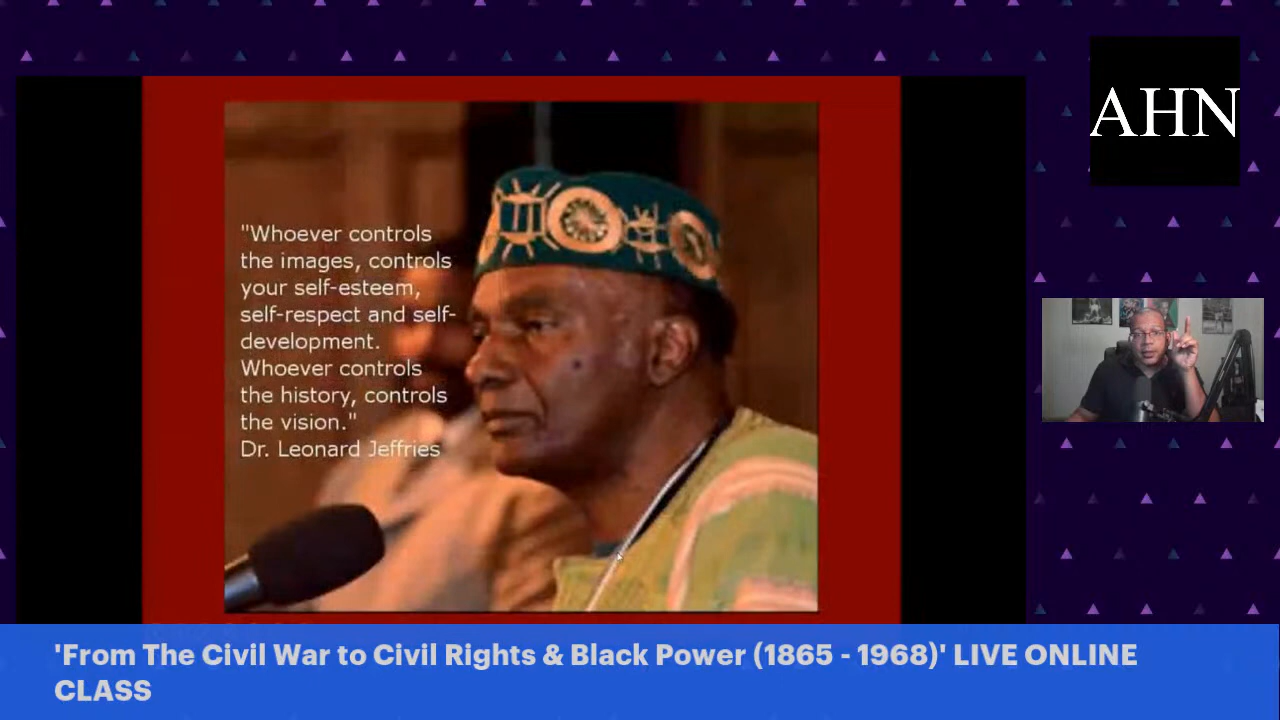 AHN
"Whoever controls
the images, controls
your self-esteem,
self-respect and self-
development.
Whoever controls
the history, controls
the vision."
Dr. Leonard Jeffries
'From The Civil War to Civil Rights & Black Power (1865 - 1968)' LIVE ONLINE
CLASS